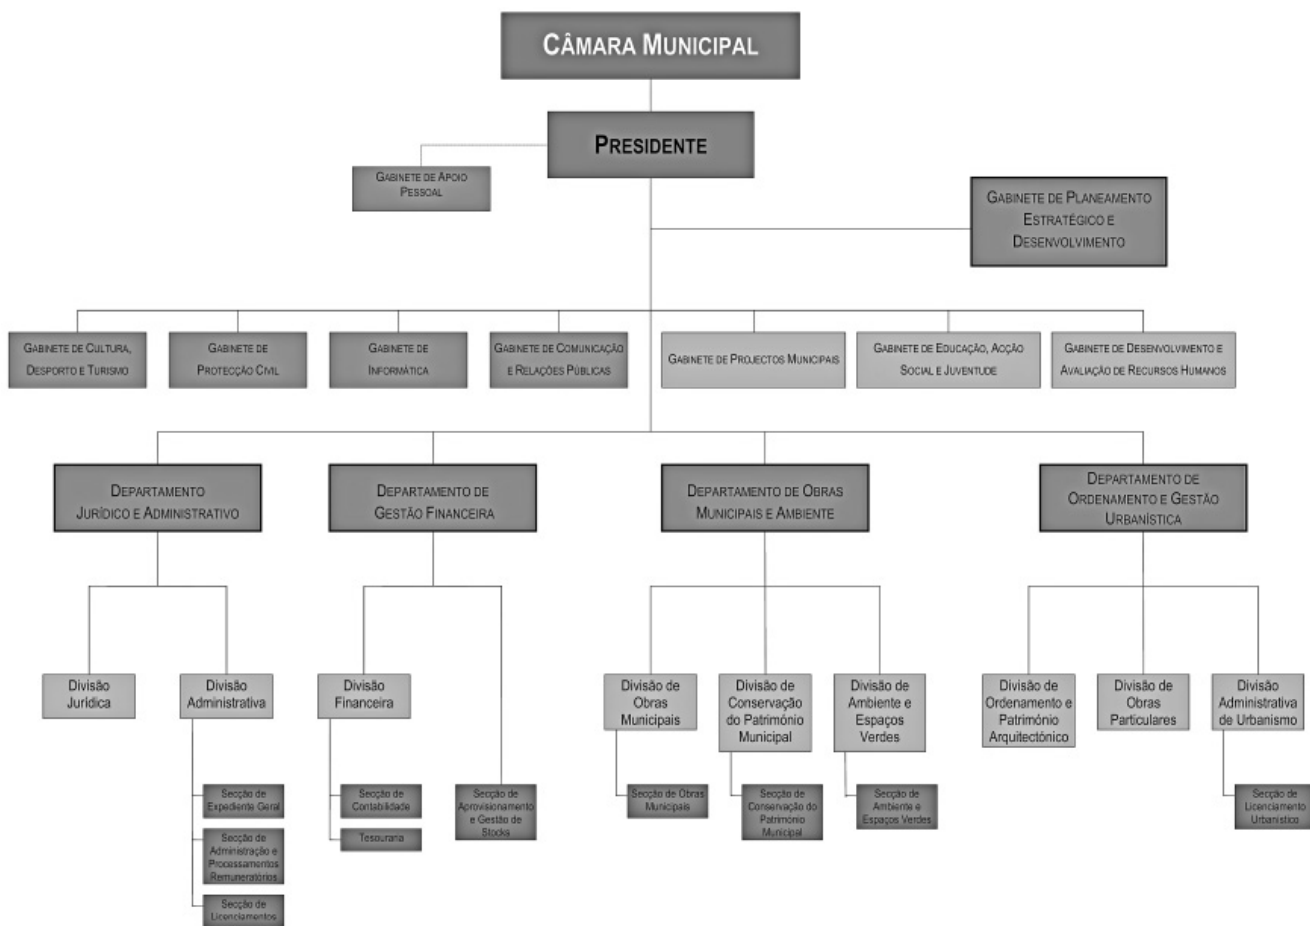 CÂMARA MUNICIPAL
PRESIDENTE
GABINETE DE APOIO
PESSOAL
GABINETE DE PLANEAMENTO
ESTRATÉGICO E
DESENVOLVIMENTO
GABINETE DE CULTURA,
DESPORTO E TURISMO
GABINETE DE
PROTECÇÃO CIVIL
GABINETE DE
INFORMÁTICA
GABINETE DE COMUNICAÇÃO
E RELAÇÕES PÚBLICAS
GABINETE DE PROJECTOS MUNICIPAIS
GABINETE DE EDUCAÇÃO, ACÇÃO
SOCIAL E JUVENTUDE
GABINETE DE DESENVOLVIMENTO E
AVALIAÇÃO DE RECURSOS HUMANOS
DEPARTAMENTO
JURÍDICO E ADMINISTRATIVO
DEPARTAMENTO DE
GESTÃO FINANCEIRA
DEPARTAMENTO DE OBRAS
MUNICIPAIS E AMBIENTE
DEPARTAMENTO DE
ORDENAMENTO E GESTÃO
URBANÍSTICA
Divisão
Jurídica
Divisão
Administrativa
Divisão
Financeira
Divisão de
Obras
Municipais
Divisão de
Conservação
do Património
Municipal
Divisão de
Ambiente e
Espaços
Verdes
Divisão de
Ordenamento e
Património
Arquitectónico
Divisão de
Obras
Particulares
Divisão
Administrativa
de Urbanismo
Secção de
Expediente Geral
Secção de
Administração e
Processamentos
Remuneratórios
Secção de
Licenciamentos
Secção de
Contabilidade
Tesouraria
Secção de
Aprovisionamento
e Gestão de
Stocks
Secção de Obras
Municipais
Secção de
Conservação do
Património
Municipal
Secção de
Ambiente e
Espaços Verdes
Secção de
Licenciamento
Urbanístico